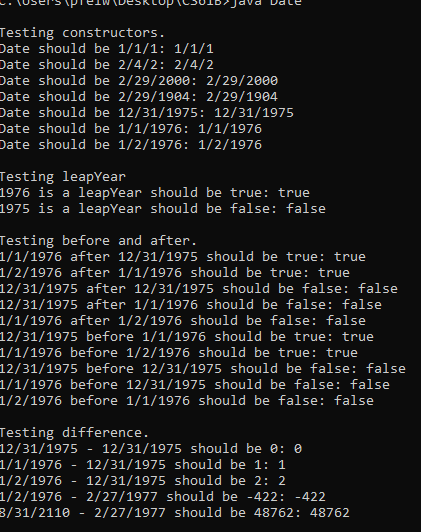 C:\Users\pfeiw\Desktop\CS61B>java Date
Testing constructors.
Date should be 1/1/1: 1/1/1
Date should be 2/4/2: 2/4/2
Date should be 2/29/2000: 2/29/2000
Date should be 2/29/1904: 2/29/1904
Date should be 12/31/1975: 12/31/1975
Date should be 1/1/1976: 1/1/1976
Date should be 1/2/1976: 1/2/1976
Testing leapYear
1976 is a leapYear should be true: true
1975 is a leapYear should be false: false
Testing before and after.
1/1/1976 after 12/31/1975 should be true: true
1/2/1976 after 1/1/1976 should be true: true
12/31/1975 after 12/31/1975 should be false: false
12/31/1975 after 1/1/1976 should be false: false
1/1/1976 after 1/2/1976 should be false: false
12/31/1975 before 1/1/1976 should be true: true
1/1/1976 before 1/2/1976 should be true: true
12/31/1975 before 12/31/1975 should be false: false
1/1/1976 before 12/31/1975 should be false: false
1/2/1976 before 1/1/1976 should be false: false
Testing difference.
12/31/1975 - 12/31/1975 should be 0: 0
1/1/1976 - 12/31/1975 should be 1: 1
1/2/1976 - 12/31/1975 should be 2: 2
1/2/1976 - 2/27/1977 should be -422: -422
8/31/2110 - 2/27/1977 should be 48762: 48762